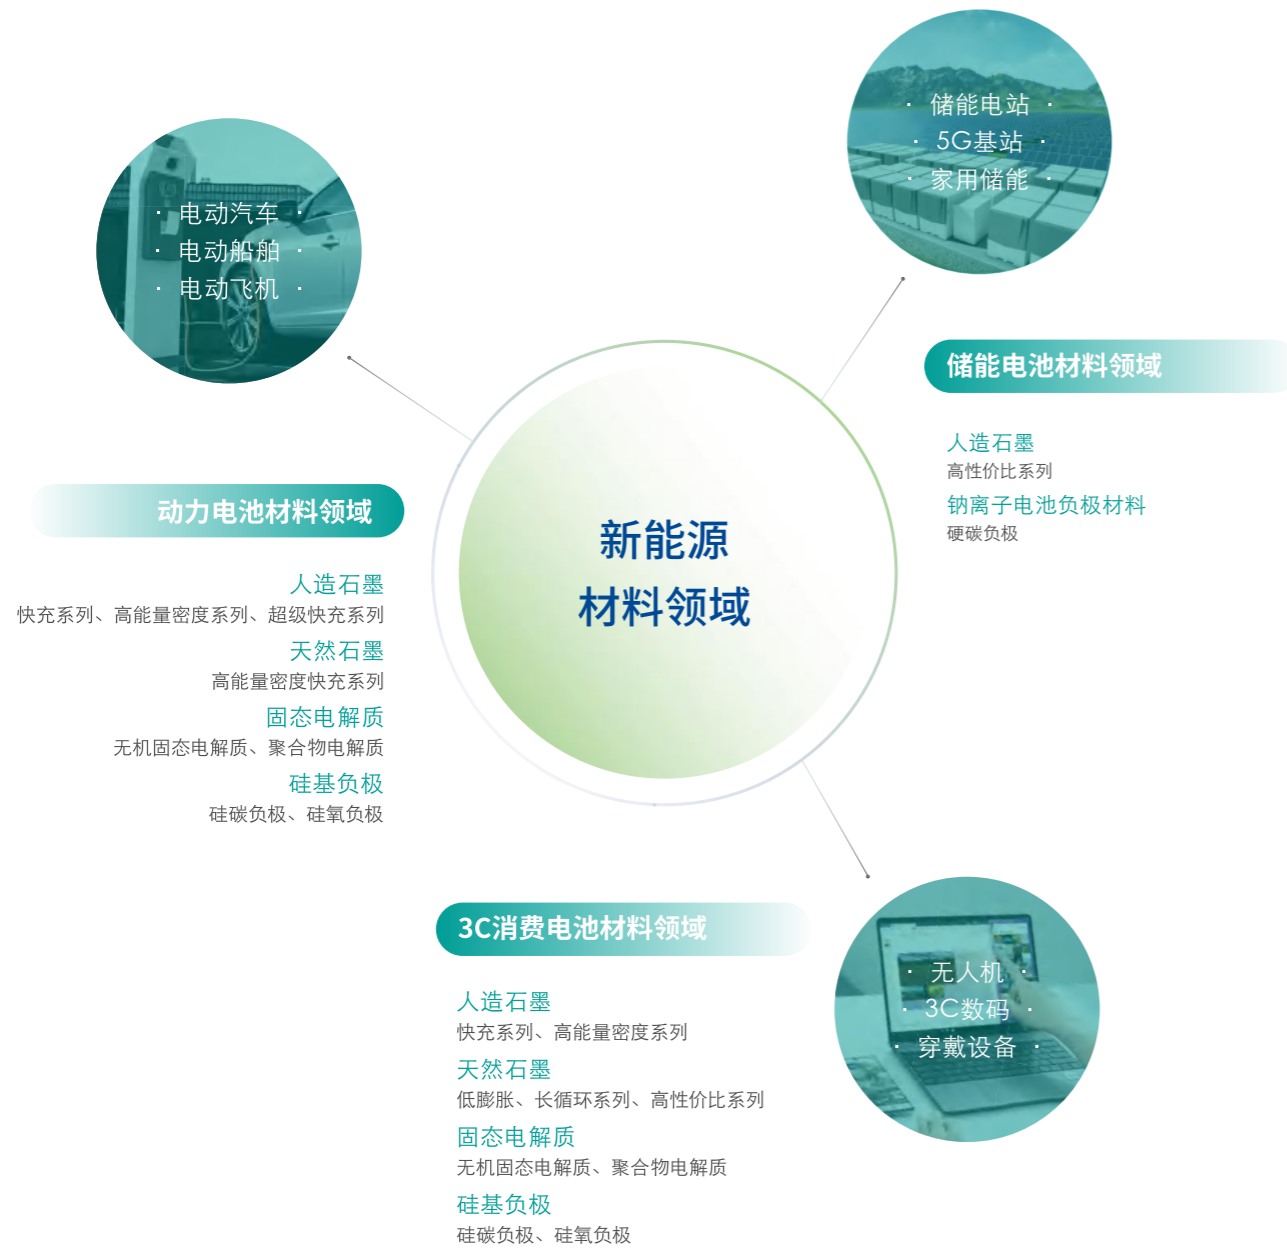 · 储能电站 ·
· 5G基站 ·
· 家用储能 ·
· 电动汽车 ·
· 电动船舶 ·
· 电动飞机 ·
储能电池材料领域
人造石墨
高性价比系列
钠离子电池负极材料
硬碳负极
新能源
材料领域
动力电池材料领域
人造石墨
快充系列、高能量密度系列、超级快充系列
天然石墨
高能量密度快充系列
固态电解质
无机固态电解质、聚合物电解质
硅基负极
硅碳负极、硅氧负极
3C消费电池材料领域
人造石墨
快充系列、高能量密度系列
天然石墨
低膨胀、长循环系列、高性价比系列
固态电解质
无机固态电解质、聚合物电解质
硅基负极
硅碳负极、硅氧负极
· 无人机 ·
· 3C数码 ·
· 穿戴设备 ·